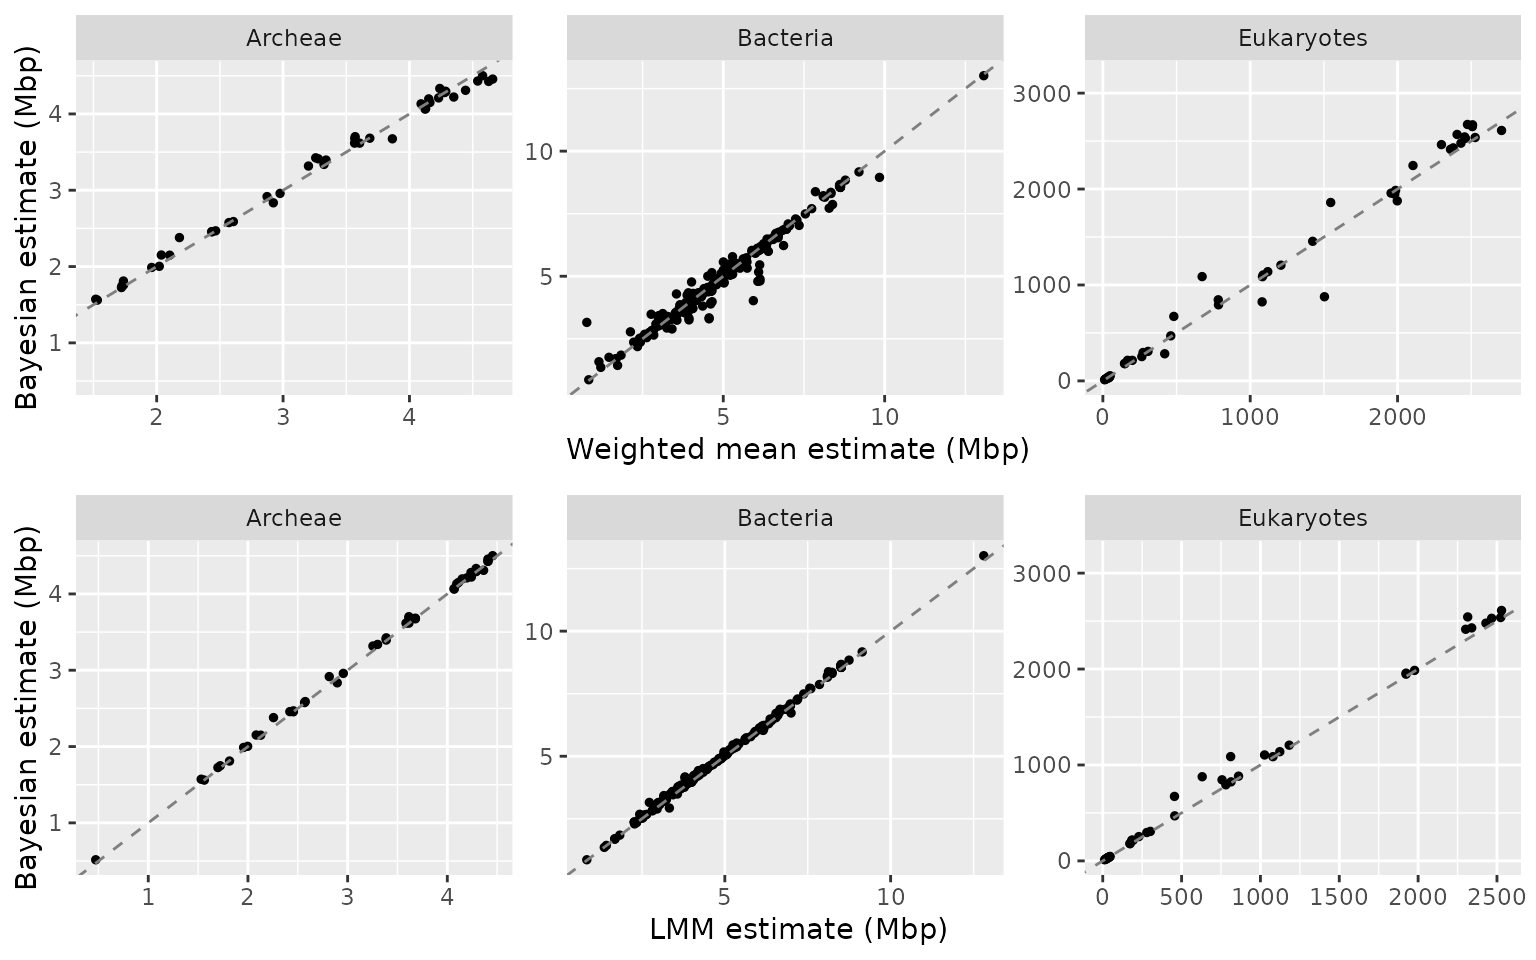 Archeae Bacteria Eukaryotes
Bayesian estimate (Mbp)
4
3
2
1
2 3 4
10
5
5 10
3000
2000
1000
0
0 1000 2000
Weighted mean estimate (Mbp)
Archeae Bacteria Eukaryotes
Bayesian estimate (Mbp)
4
3
2
1
1 2 3 4
10
5
5 10
3000
2000
1000
0
0 500 1000 1500 2000 2500
LMM estimate (Mbp)